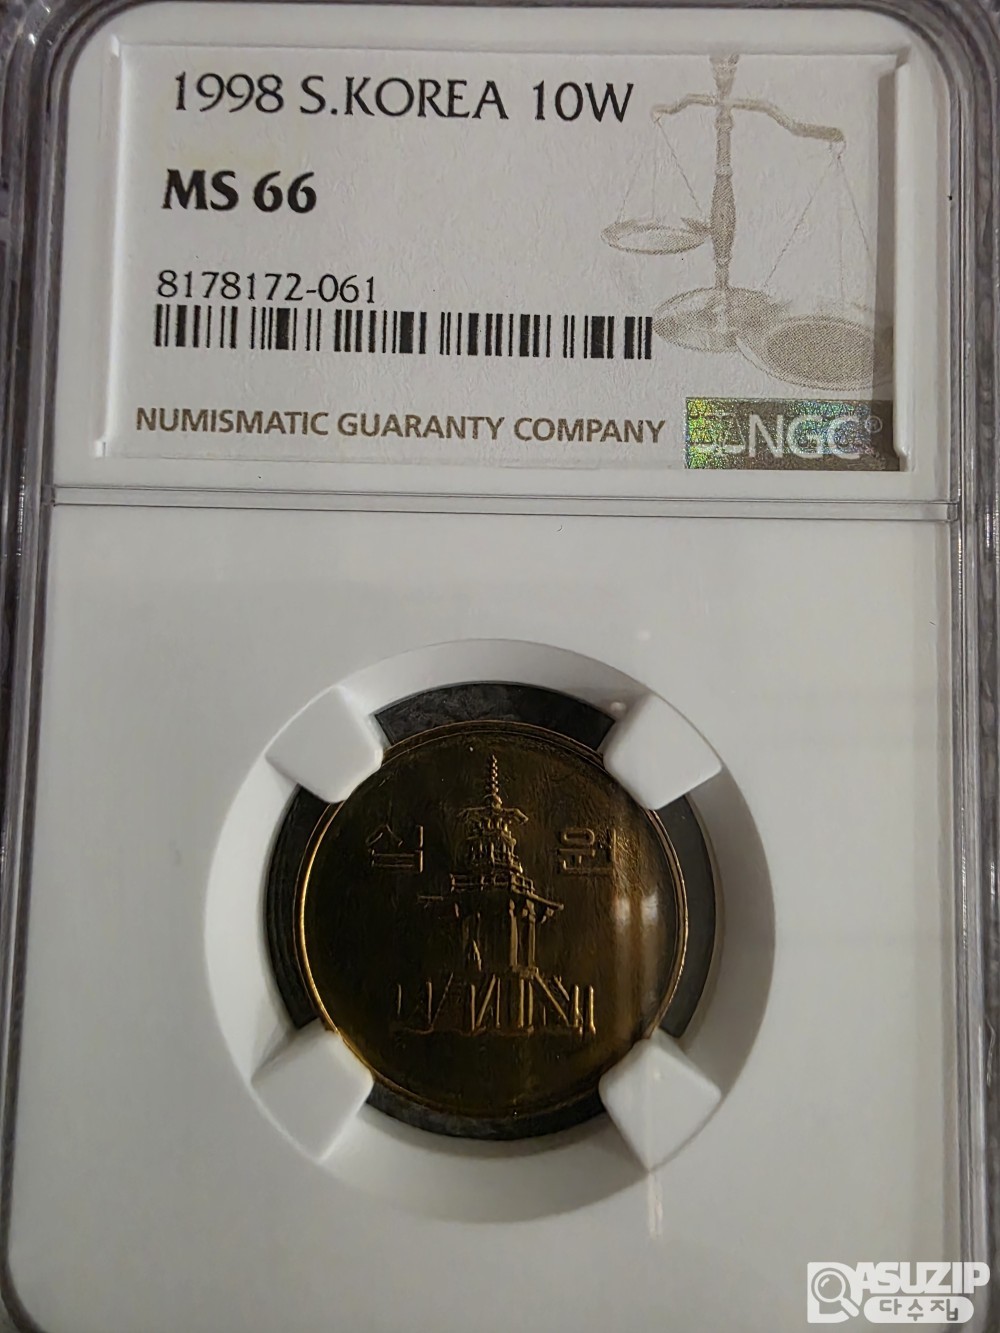 1998 S.KOREA 10W
MS 66
8178172-061
NUMISMATIC GUARANTY COMPANY
NGC®
십 원
ASUZIP
다수집